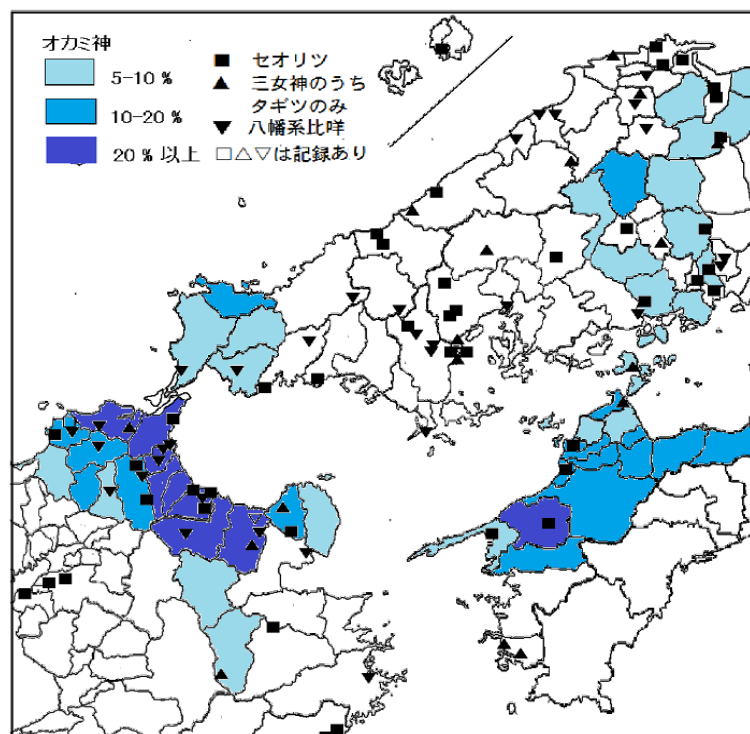 オカミ神
5-10 %
10-20 %
20 % 以上
■ セオリツ
▲ 三女神のうち
タギツのみ
▼ 八幡系比咩
□△▽は記録あり